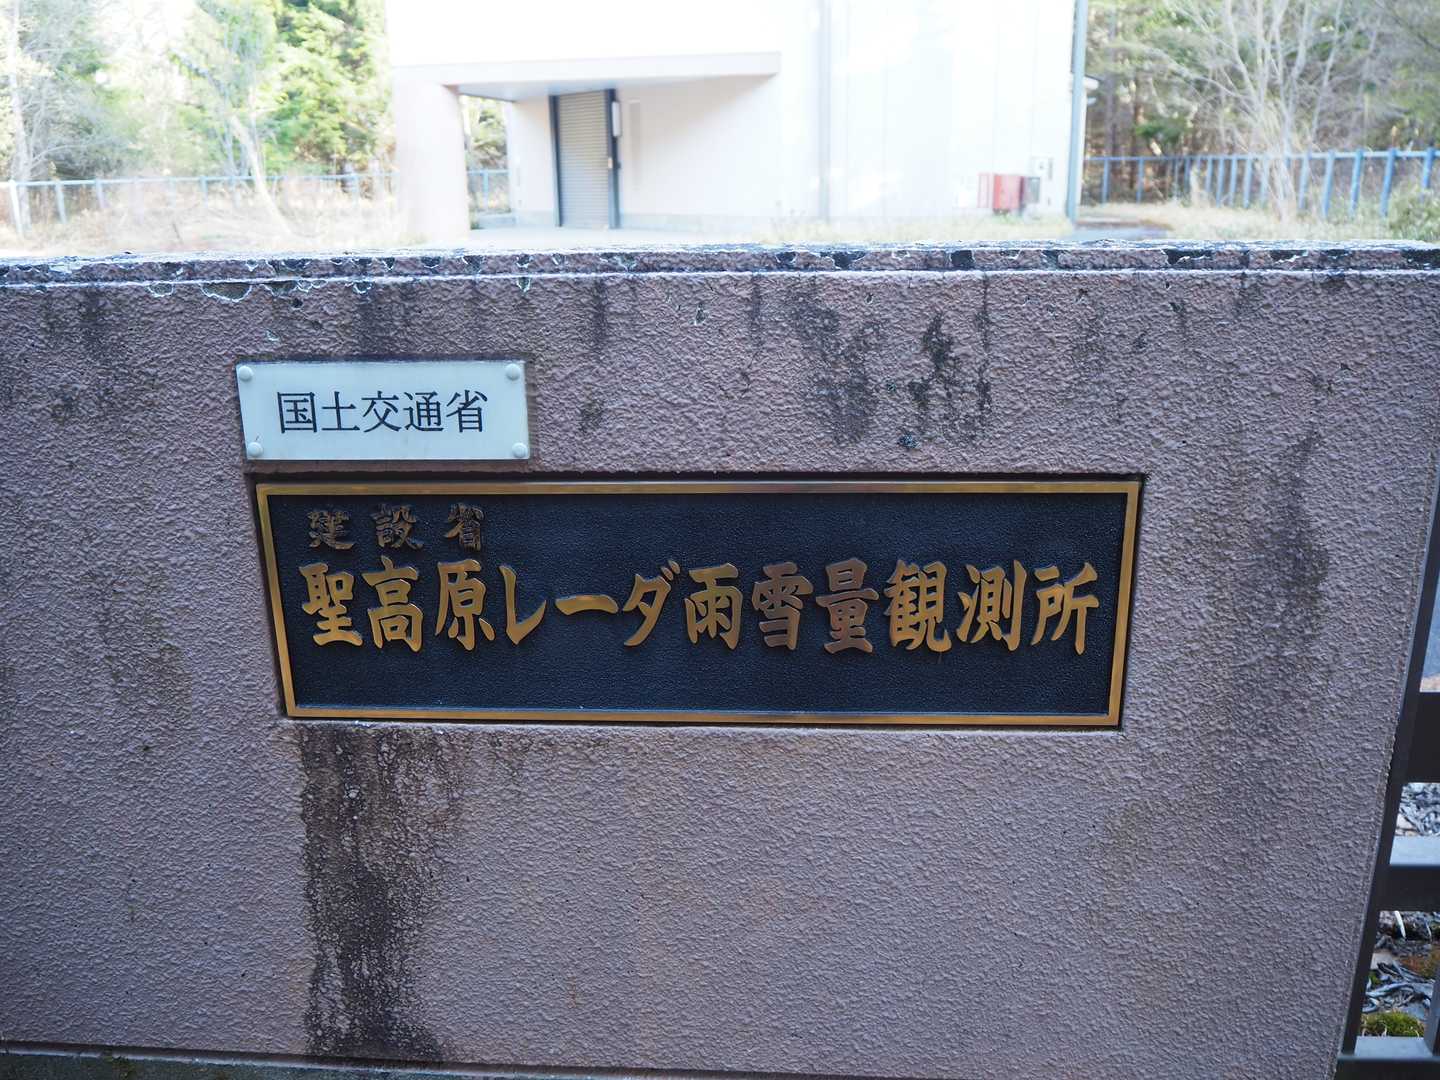 国土交通省
建設省
聖高原レーダ雨雪量観測所